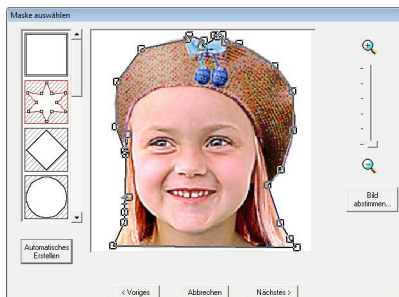 Maske auswählen
Bild
abstimmen...
Automatisches
Erstellen
< Voriges
Abbrechen
Nächstes >